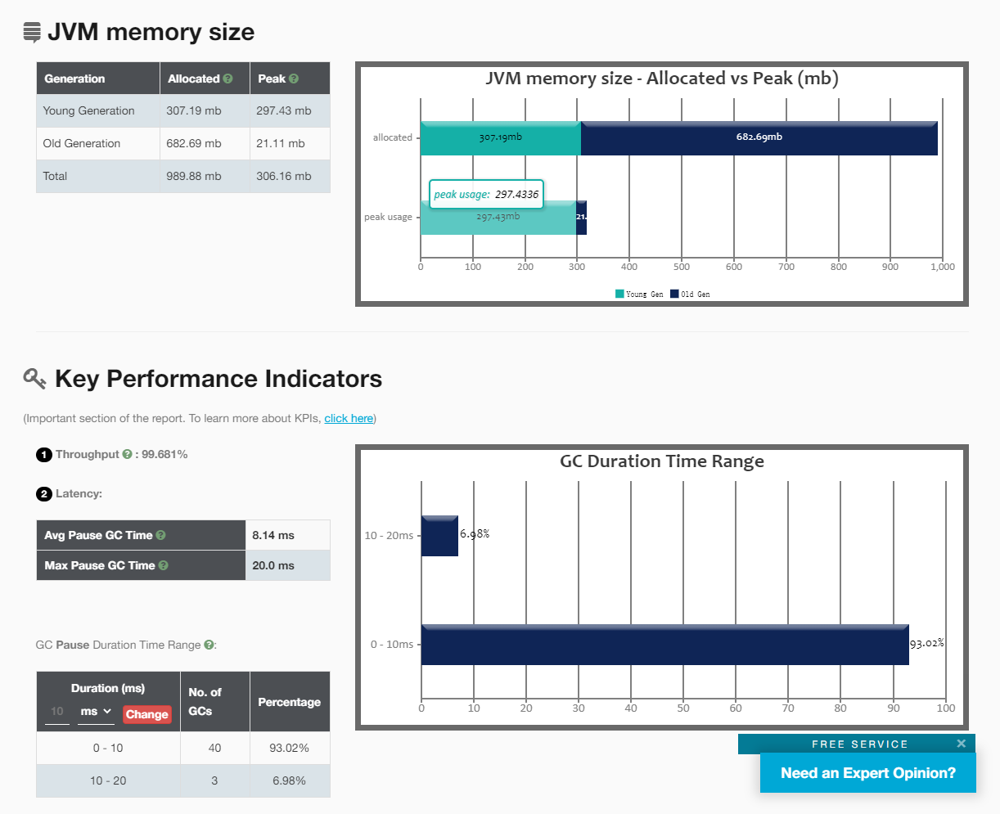 JVM memory size
Generation Allocated Peak
Young Generation 307.19 mb 297.43 mb
Old Generation 682.69 mb 21.11 mb
Total 989.88 mb 306.16 mb
JVM memory size - Allocated vs Peak (mb)
allocated 307.19mb 682.69mb
peak usage: 297.4336
peak usage 297.43mb 21.
0 100 200 300 400 500 600 700 800 900 1,000
Young Gen Old Gen
Key Performance Indicators
(Important section of the report. To learn more about KPIs, click here)
1 Throughput : 99.681%
2 Latency:
Avg Pause GC Time 8.14 ms
Max Pause GC Time 20.0 ms
GC Pause Duration Time Range :
Duration (ms) No. of GCs Percentage
10 ms Change
0 - 10 40 93.02%
10 - 20 3 6.98%
GC Duration Time Range
10 - 20ms 6.98%
0 - 10ms 93.02%
0 10 20 30 40 50 60 70 80 90 100
FREE SERVICE ×
Need an Expert Opinion?